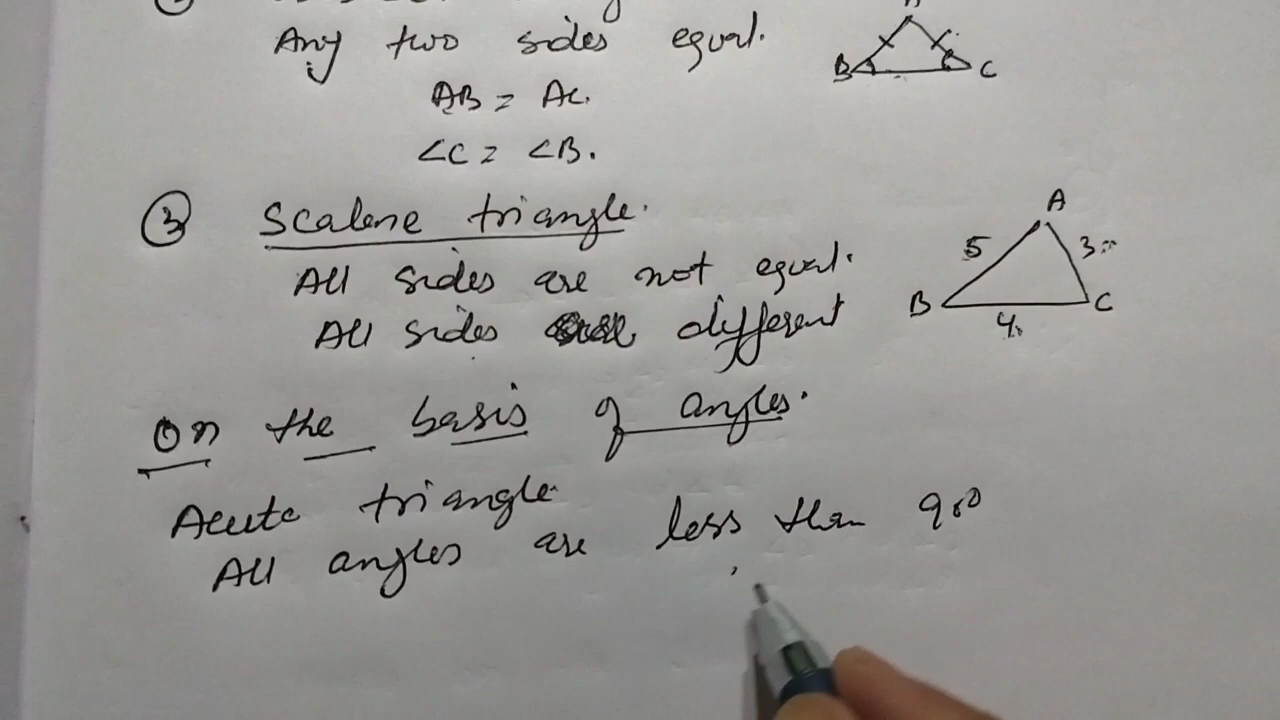 Any two sides equal.
A
B
C
AB = AC.
∠C = ∠B.
③ Scalene triangle.
All sides are not equal.
All sides different
A
5
3
B
C
4
On the basis of angles.
Acute triangle
All angles are less than 90°